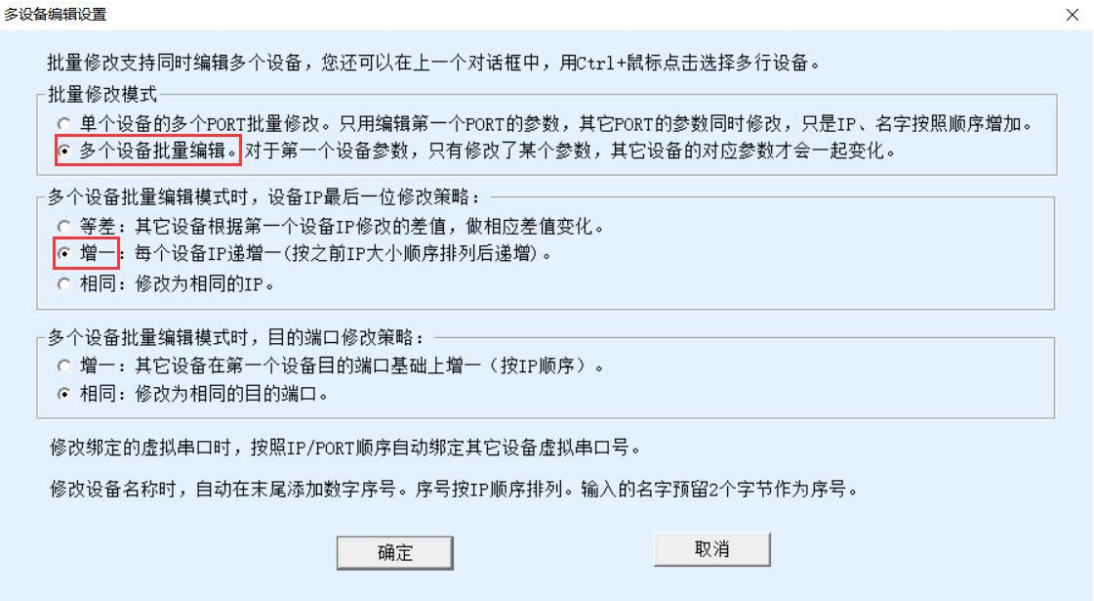 多设备编辑设置
批量修改支持同时编辑多个设备，您还可以在上一个对话框中，用Ctrl+鼠标点击选择多行设备。
批量修改模式
单个设备的多个PORT批量修改。只用编辑第一个PORT的参数，其它PORT的参数同时修改，只是IP、名字按照顺序增加。
多个设备批量编辑。对于第一个设备参数，只有修改了某个参数，其它设备的对应参数才会一起变化。
多个设备批量编辑模式时，设备IP最后一位修改策略：
等差：其它设备根据第一个设备IP修改的差值，做相应差值变化。
增一：每个设备IP递增一(按之前IP大小顺序排列后递增)。
相同：修改为相同的IP。
多个设备批量编辑模式时，目的端口修改策略：
增一：其它设备在第一个设备目的端口基础上增一（按IP顺序）。
相同：修改为相同的目的端口。
修改绑定的虚拟串口时，按照IP/PORT顺序自动绑定其它设备虚拟串口号。
修改设备名称时，自动在末尾添加数字序号。序号按IP顺序排列。输入的名字预留2个字节作为序号。
确定
取消